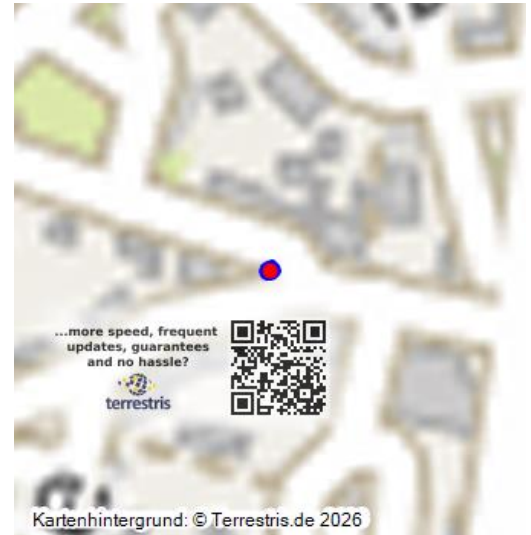 ...more speed, frequent
updates, guarantees
and no hassle?
terrestris
Kartenhintergrund: © Terrestris.de 2026